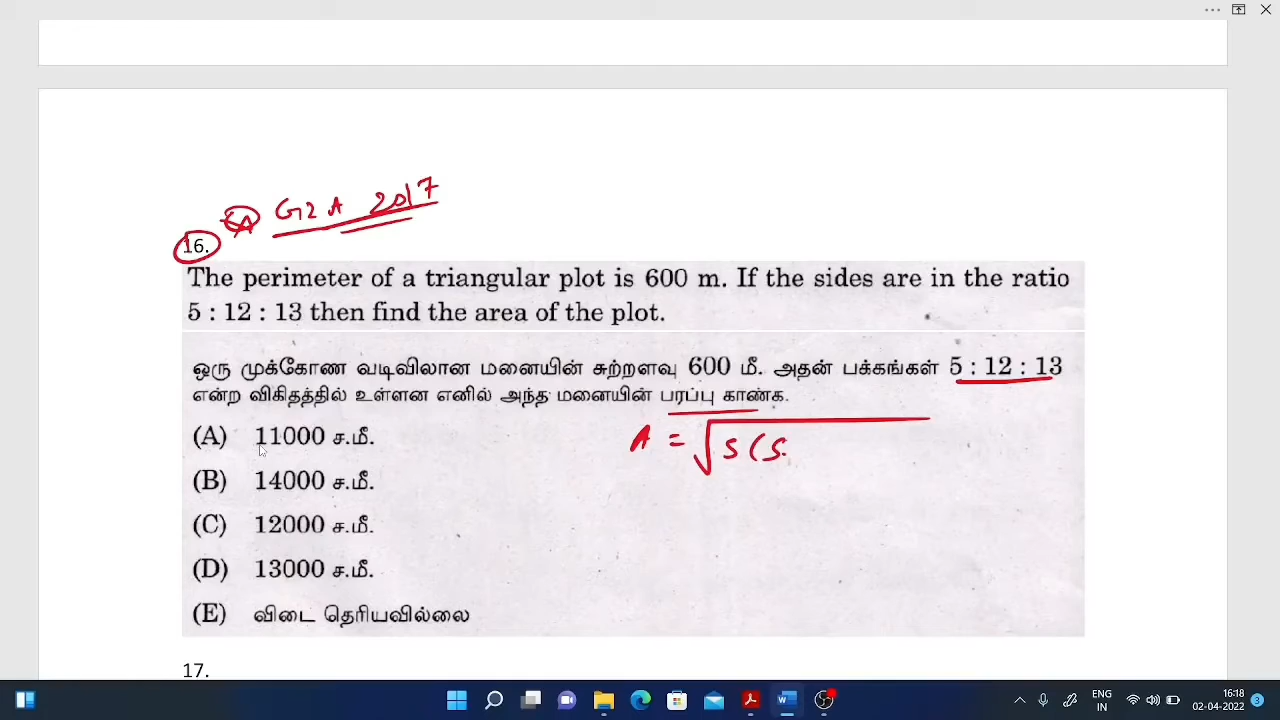 G2 A 2017
16.
The perimeter of a triangular plot is 600 m. If the sides are in the ratio
5 : 12 : 13 then find the area of the plot.
ஒரு முக்கோண வடிவிலான மனையின் சுற்றளவு 600 மீ. அதன் பக்கங்கள் 5 : 12 : 13
என்ற விகிதத்தில் உள்ளன எனில் அந்த மனையின் பரப்பு காண்க.
A = √s(s
(A) 11000 ச.மீ.
(B) 14000 ச.மீ.
(C) 12000 ச.மீ.
(D) 13000 ச.மீ.
(E) விடை தெரியவில்லை
17.
ENG
IN
16:18
02-04-2022
3